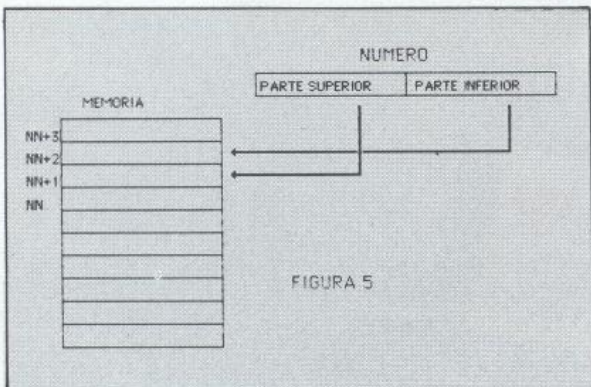 NUMERO
PARTE SUPERIOR PARTE INFERIOR
MEMORIA
NN+3
NN+2
NN+1
NN
FIGURA 5